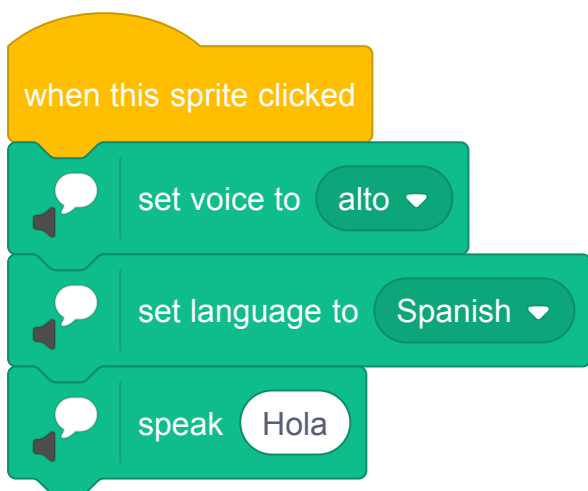 when this sprite clicked
set voice to alto
set language to Spanish
speak Hola